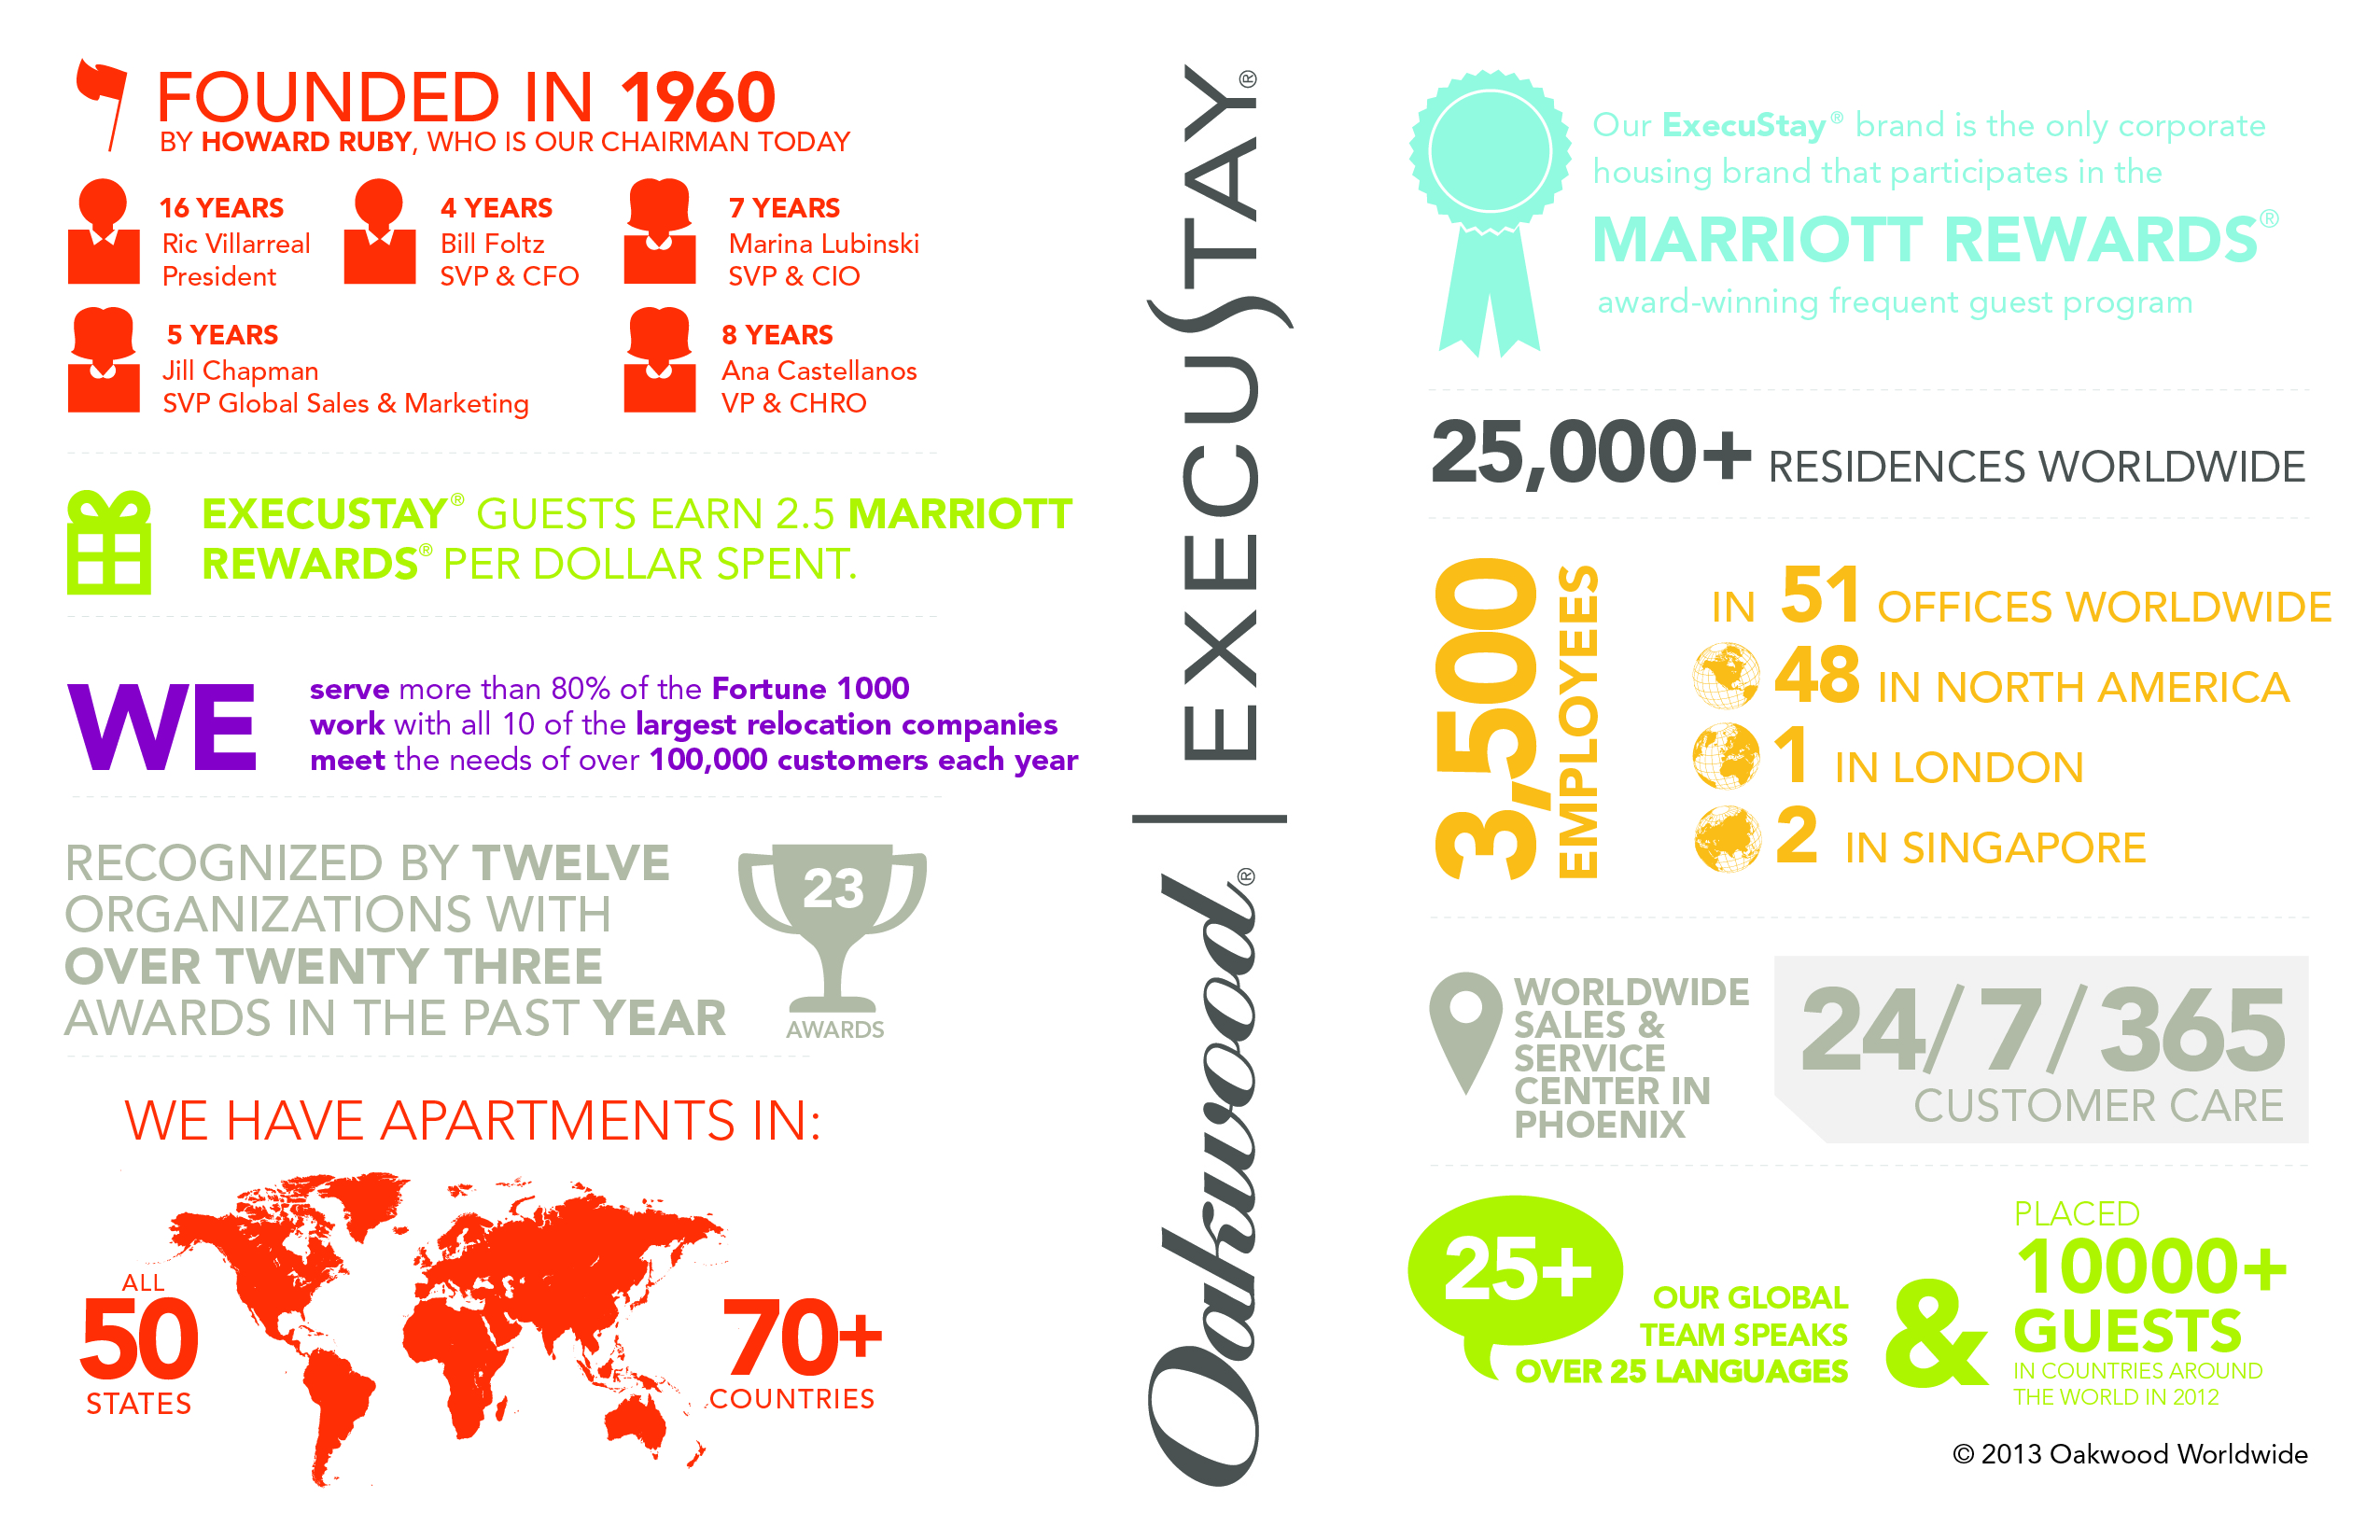 FOUNDED IN 1960
BY HOWARD RUBY, WHO IS OUR CHAIRMAN TODAY
16 YEARS
Ric Villarreal
President
4 YEARS
Bill Foltz
SVP & CFO
7 YEARS
Marina Lubinski
SVP & CIO
5 YEARS
Jill Chapman
SVP Global Sales & Marketing
8 YEARS
Ana Castellanos
VP & CHRO
EXECUSTAY® GUESTS EARN 2.5 MARRIOTT
REWARDS® PER DOLLAR SPENT.
WE
serve more than 80% of the Fortune 1000
work with all 10 of the largest relocation companies
meet the needs of over 100,000 customers each year
RECOGNIZED BY TWELVE
ORGANIZATIONS WITH
OVER TWENTY THREE
AWARDS IN THE PAST YEAR
23
AWARDS
WE HAVE APARTMENTS IN:
ALL
50
STATES
70+
COUNTRIES
Oakwood® | EXECUSTAY®
Our ExecuStay® brand is the only corporate
housing brand that participates in the
MARRIOTT REWARDS®
award-winning frequent guest program
25,000+ RESIDENCES WORLDWIDE
3,500
EMPLOYEES
IN 51 OFFICES WORLDWIDE
48 IN NORTH AMERICA
1 IN LONDON
2 IN SINGAPORE
WORLDWIDE
SALES &
SERVICE
CENTER IN
PHOENIX
24/7/365
CUSTOMER CARE
25+
OUR GLOBAL
TEAM SPEAKS
OVER 25 LANGUAGES
&
PLACED
10000+
GUESTS
IN COUNTRIES AROUND
THE WORLD IN 2012
© 2013 Oakwood Worldwide